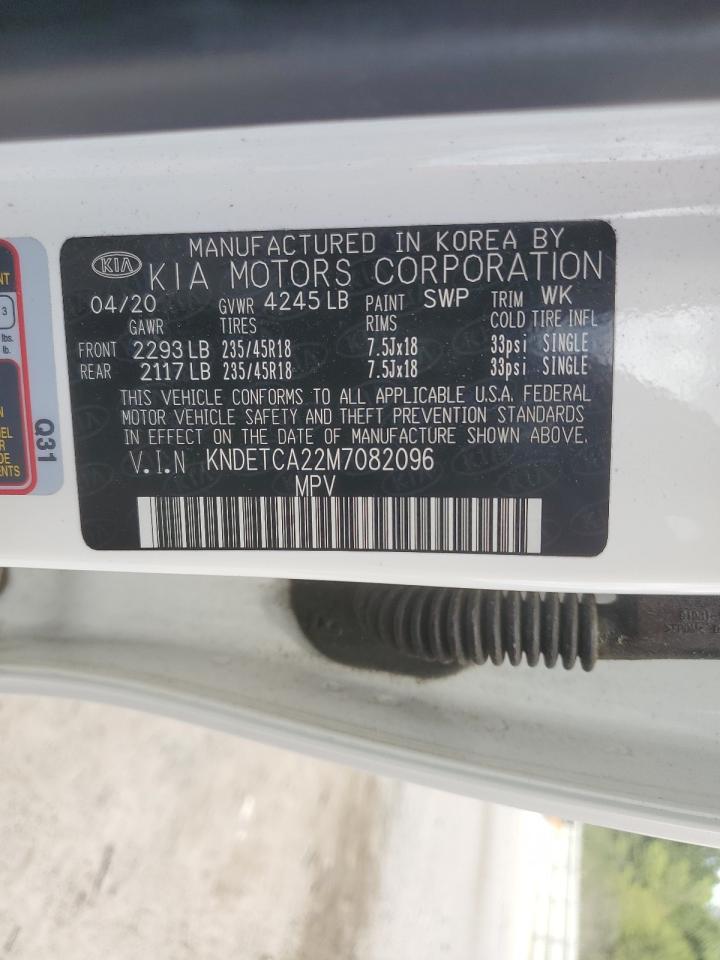 MANUFACTURED IN KOREA BY
KIA KIA MOTORS CORPORATION
04/20 GVWR 4245 LB PAINT SWP TRIM WK
GAWR TIRES RIMS COLD TIRE INFL
FRONT 2293 LB 235/45R18 7.5Jx18 33psi SINGLE
REAR 2117 LB 235/45R18 7.5Jx18 33psi SINGLE
THIS VEHICLE CONFORMS TO ALL APPLICABLE U.S.A. FEDERAL
MOTOR VEHICLE SAFETY AND THEFT PREVENTION STANDARDS
IN EFFECT ON THE DATE OF MANUFACTURE SHOWN ABOVE.
V.I.N KNDETCA22M7082096
MPV
3
lbs.
lb.
Q31